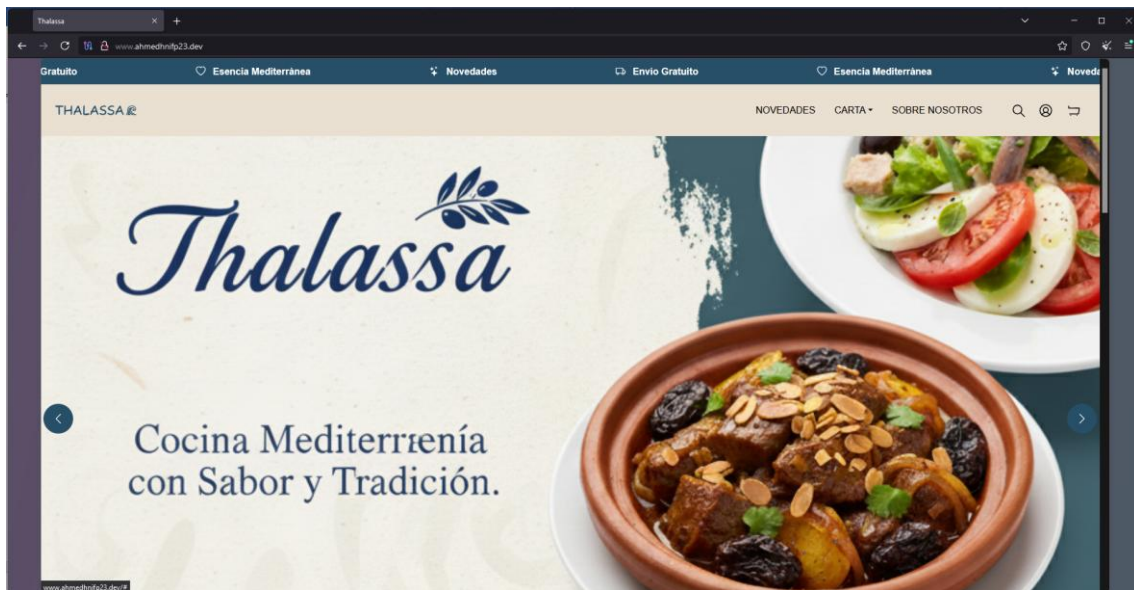 Thalassa
www.ahmedhnifp23.dev
Gratuito Esencia Mediterránea Novedades Envio Gratuito Esencia Mediterránea Noveda
THALASSA NOVEDADES CARTA SOBRE NOSOTROS
Thalassa
Cocina Mediterrænía
con Sabor y Tradición.
www.ahmedhnifp23.dev/#